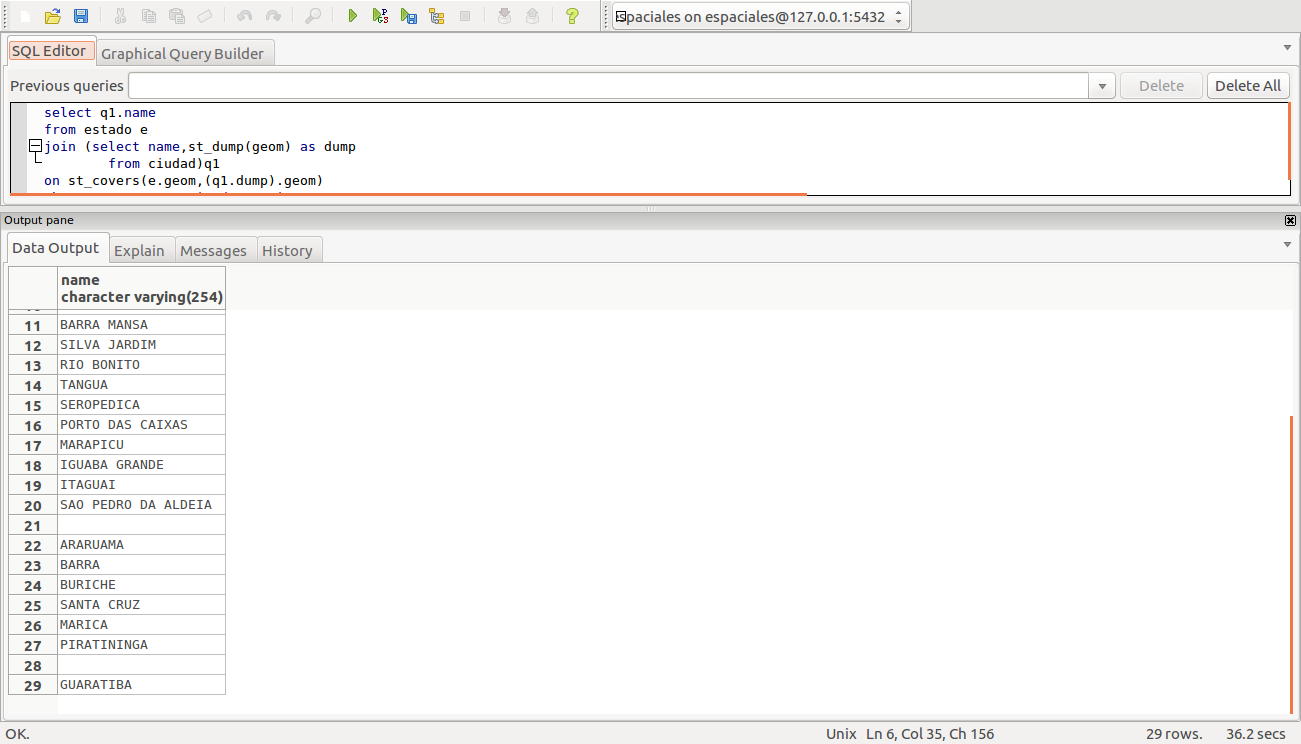 espaciales on espaciales@127.0.0.1:5432
SQL Editor
Graphical Query Builder
Previous queries
Delete
Delete All
select q1.name
from estado e
join (select name,st_dump(geom) as dump
from ciudad)q1
on st_covers(e.geom,(q1.dump).geom)
Output pane
Data Output
Explain
Messages
History
name
character varying(254)
11 BARRA MANSA
12 SILVA JARDIM
13 RIO BONITO
14 TANGUA
15 SEROPEDICA
16 PORTO DAS CAIXAS
17 MARAPICU
18 IGUABA GRANDE
19 ITAGUAI
20 SAO PEDRO DA ALDEIA
21
22 ARARUAMA
23 BARRA
24 BURICHE
25 SANTA CRUZ
26 MARICA
27 PIRATININGA
28
29 GUARATIBA
OK.
Unix
Ln 6, Col 35, Ch 156
29 rows.
36.2 secs